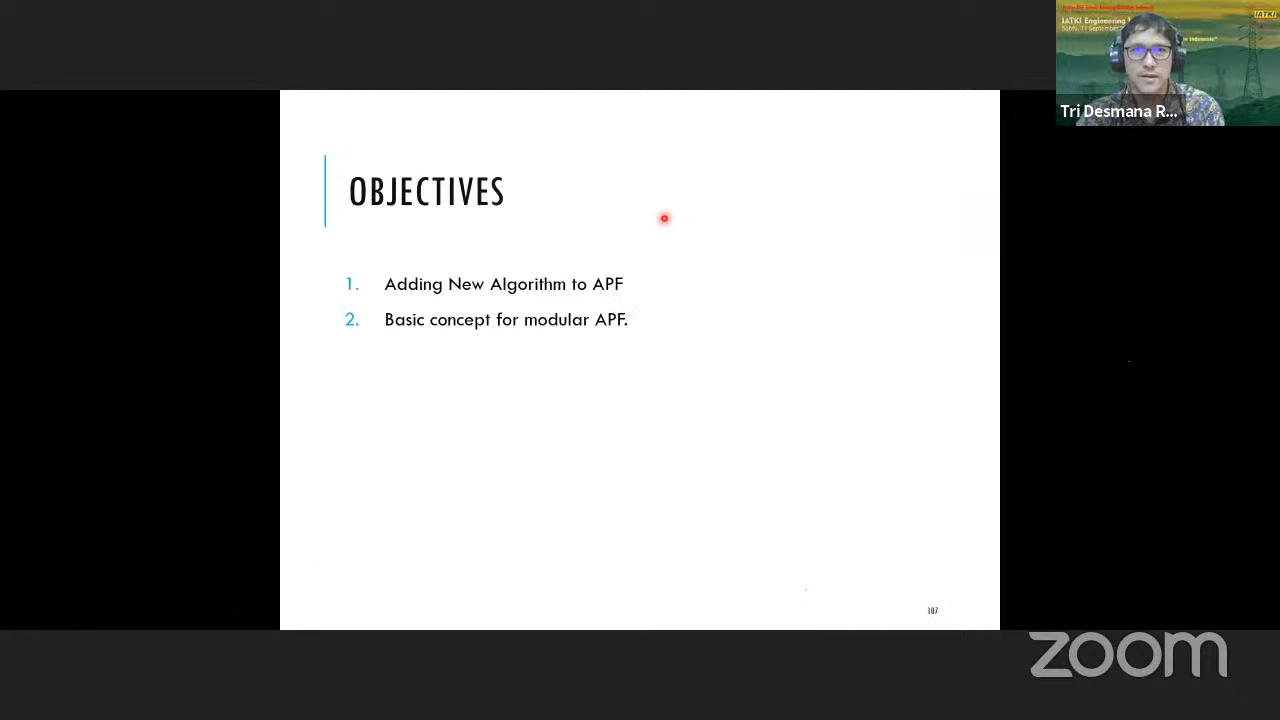 IATKI Engineering
Sabtu, 11 September
IATKI
Tri Desmana R...
OBJECTIVES
1. Adding New Algorithm to APF
2. Basic concept for modular APF.
107
zoom